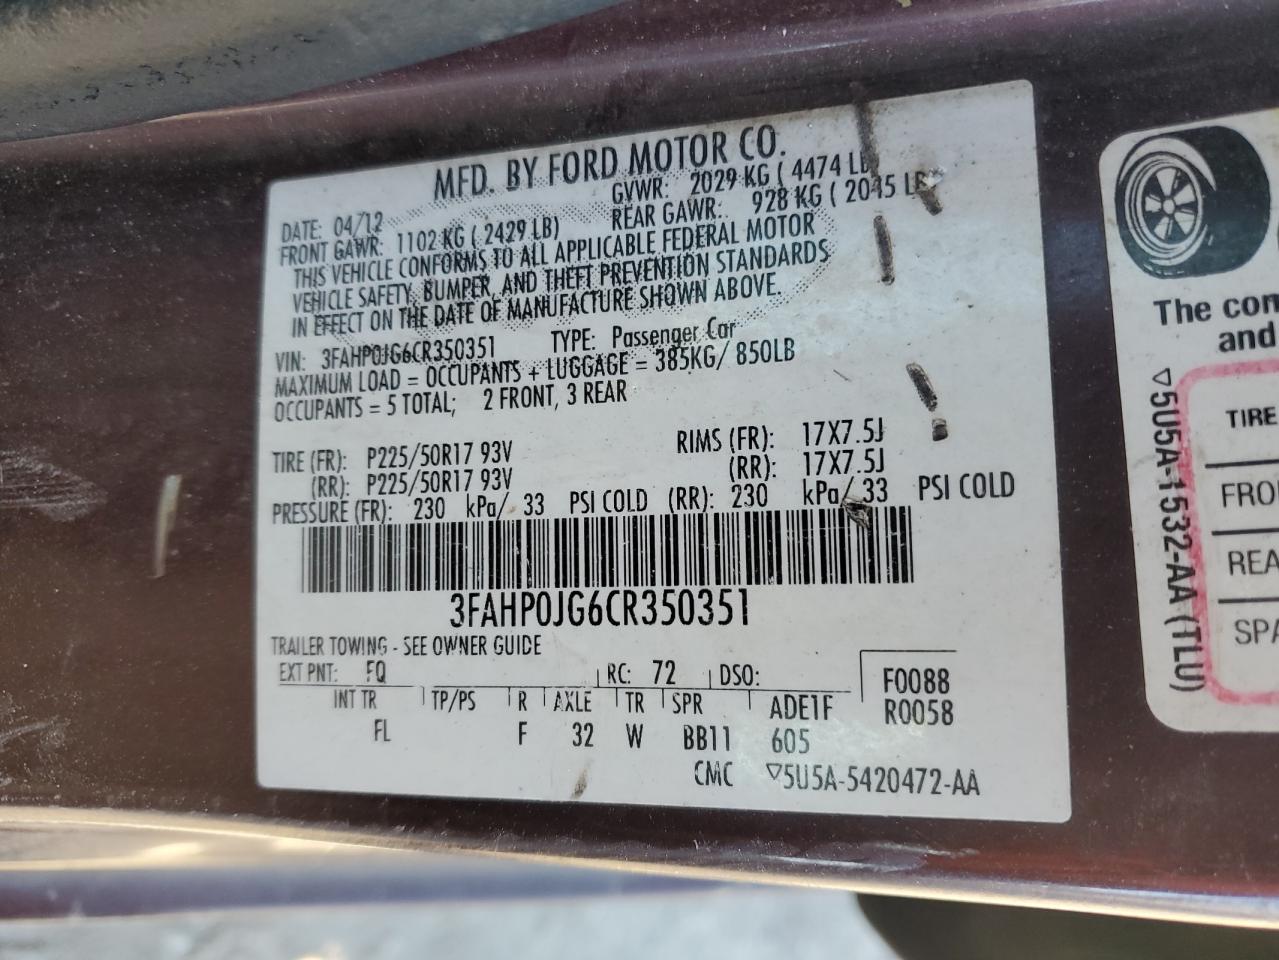 MFD. BY FORD MOTOR CO.
DATE: 04/12 GVWR: 2029 KG ( 4474 LB
FRONT GAWR: 1102 KG ( 2429 LB) REAR GAWR: 928 KG ( 2045 LB
THIS VEHICLE CONFORMS TO ALL APPLICABLE FEDERAL MOTOR
VEHICLE SAFETY, BUMPER, AND THEFT PREVENTION STANDARDS
IN EFFECT ON THE DATE OF MANUFACTURE SHOWN ABOVE.
VIN: 3FAHP0JG6CR350351 TYPE: Passenger Car
MAXIMUM LOAD = OCCUPANTS + LUGGAGE = 385KG/ 850LB
OCCUPANTS = 5 TOTAL; 2 FRONT, 3 REAR
TIRE (FR): P225/50R17 93V RIMS (FR): 17X7.5J
(RR): P225/50R17 93V (RR): 17X7.5J
PRESSURE (FR): 230 kPa/ 33 PSI COLD (RR): 230 kPa/ 33 PSI COLD
3FAHP0JG6CR350351
TRAILER TOWING - SEE OWNER GUIDE
EXT PNT: FQ RC: 72 DSO: F0088
INT TR TP/PS R AXLE TR SPR ADE1F R0058
FL F 32 W BB11 605
CMC ▽5U5A-5420472-AA
The con
and
TIRE
FRO
REA
SPA
▽5U5A-1532-AA (TLU)